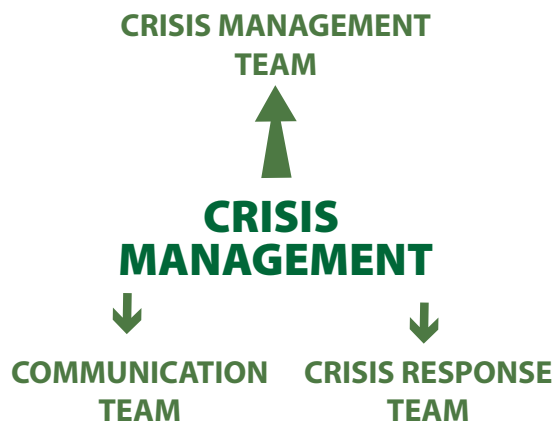 CRISIS MANAGEMENT
TEAM
CRISIS
MANAGEMENT
COMMUNICATION
TEAM
CRISIS RESPONSE
TEAM